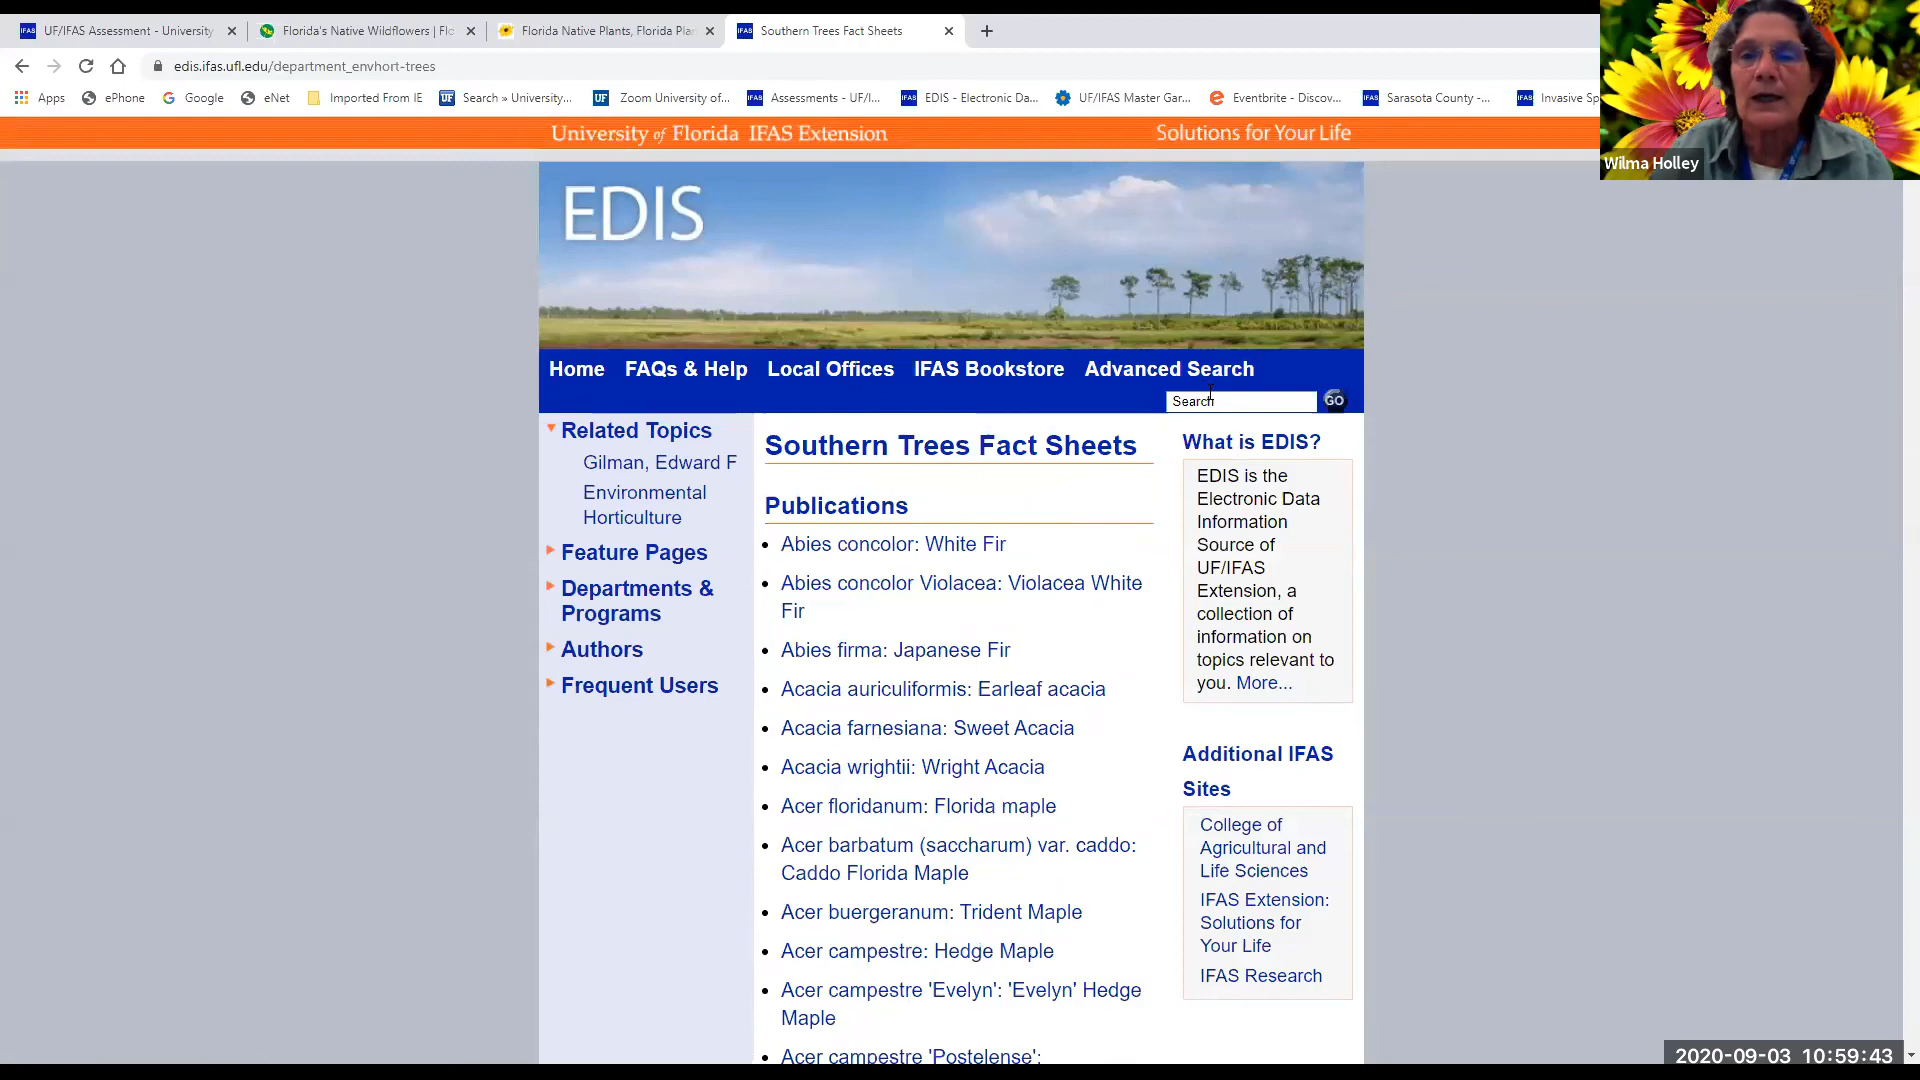 UF/IFAS Assessment - University
Florida's Native Wildflowers | Flo
Florida Native Plants, Florida Plan
Southern Trees Fact Sheets
edis.ifas.ufl.edu/department_envhort-trees
Apps
ePhone
Google
eNet
Imported From IE
Search » University...
Zoom University of...
Assessments - UF/I...
EDIS - Electronic Da...
UF/IFAS Master Gar...
Eventbrite - Discov...
Sarasota County -...
Invasive Sp
University of Florida IFAS Extension
Solutions for Your Life
Wilma Holley
EDIS
Home FAQs & Help Local Offices IFAS Bookstore Advanced Search
Search
GO
Related Topics
Gilman, Edward F
Environmental
Horticulture
Feature Pages
Departments &
Programs
Authors
Frequent Users
Southern Trees Fact Sheets
Publications
• Abies concolor: White Fir
• Abies concolor Violacea: Violacea White
Fir
• Abies firma: Japanese Fir
• Acacia auriculiformis: Earleaf acacia
• Acacia farnesiana: Sweet Acacia
• Acacia wrightii: Wright Acacia
• Acer floridanum: Florida maple
• Acer barbatum (saccharum) var. caddo:
Caddo Florida Maple
• Acer buergeranum: Trident Maple
• Acer campestre: Hedge Maple
• Acer campestre 'Evelyn': 'Evelyn' Hedge
Maple
• Acer campestre 'Postelense':
What is EDIS?
EDIS is the
Electronic Data
Information
Source of
UF/IFAS
Extension, a
collection of
information on
topics relevant to
you. More...
Additional IFAS
Sites
College of
Agricultural and
Life Sciences
IFAS Extension:
Solutions for
Your Life
IFAS Research
2020-09-03 10:59:43